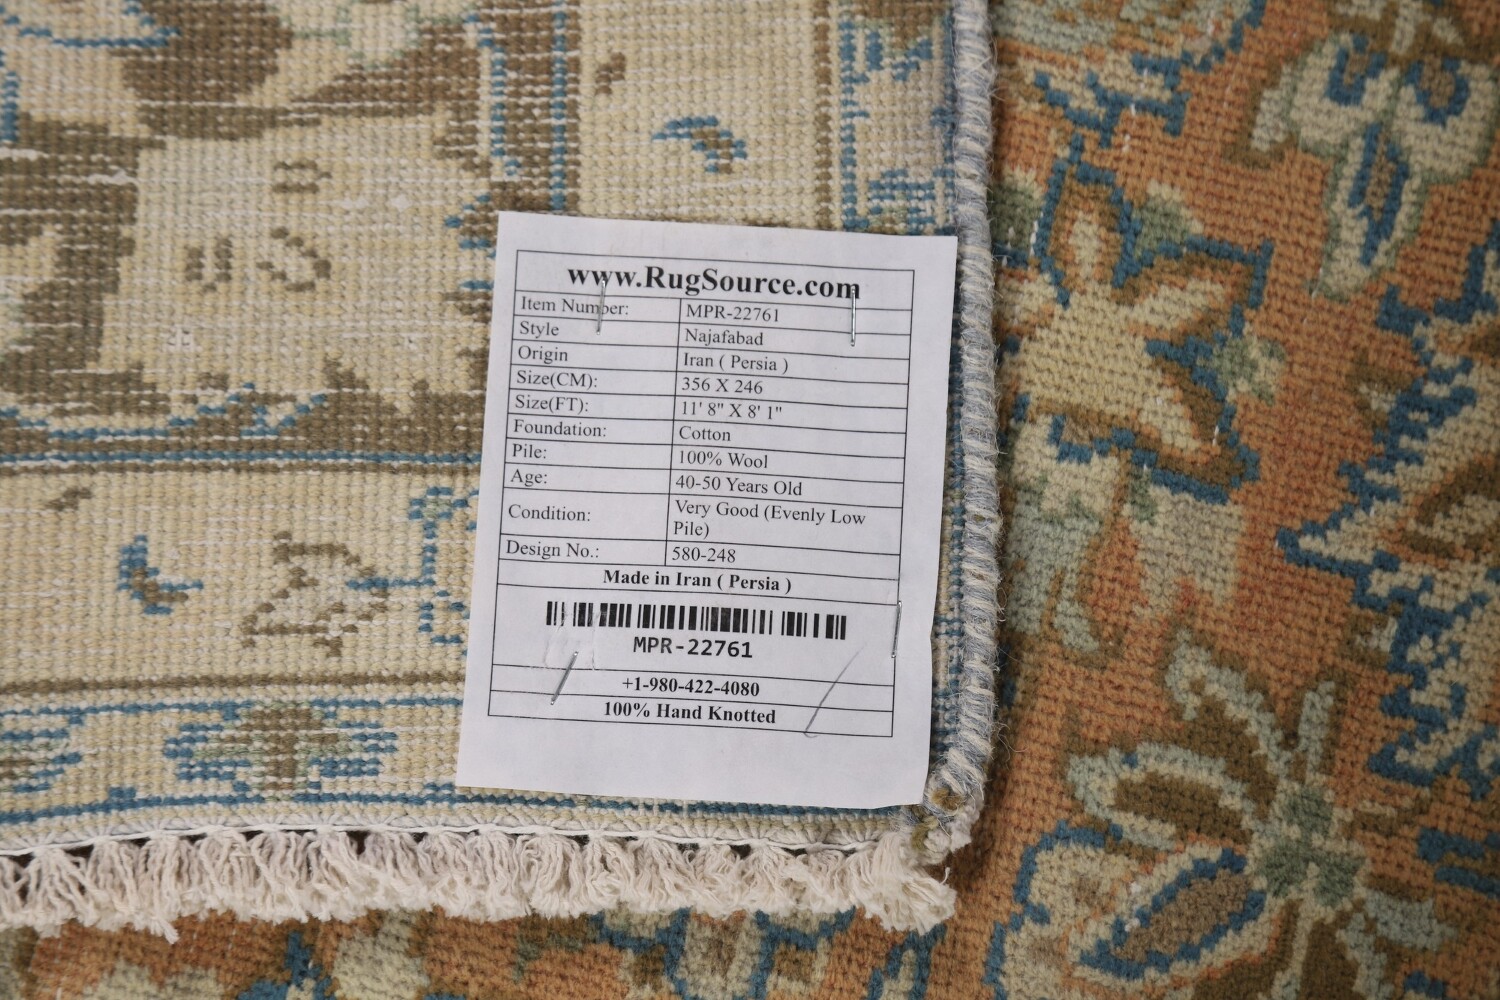 www.RugSource.com
Item Number: MPR-22761
Style Najafabad
Origin Iran ( Persia )
Size(CM): 356 X 246
Size(FT): 11' 8" X 8' 1"
Foundation: Cotton
Pile: 100% Wool
Age: 40-50 Years Old
Condition: Very Good (Evenly Low
Pile)
Design No.: 580-248
Made in Iran ( Persia )
MPR-22761
+1-980-422-4080
100% Hand Knotted